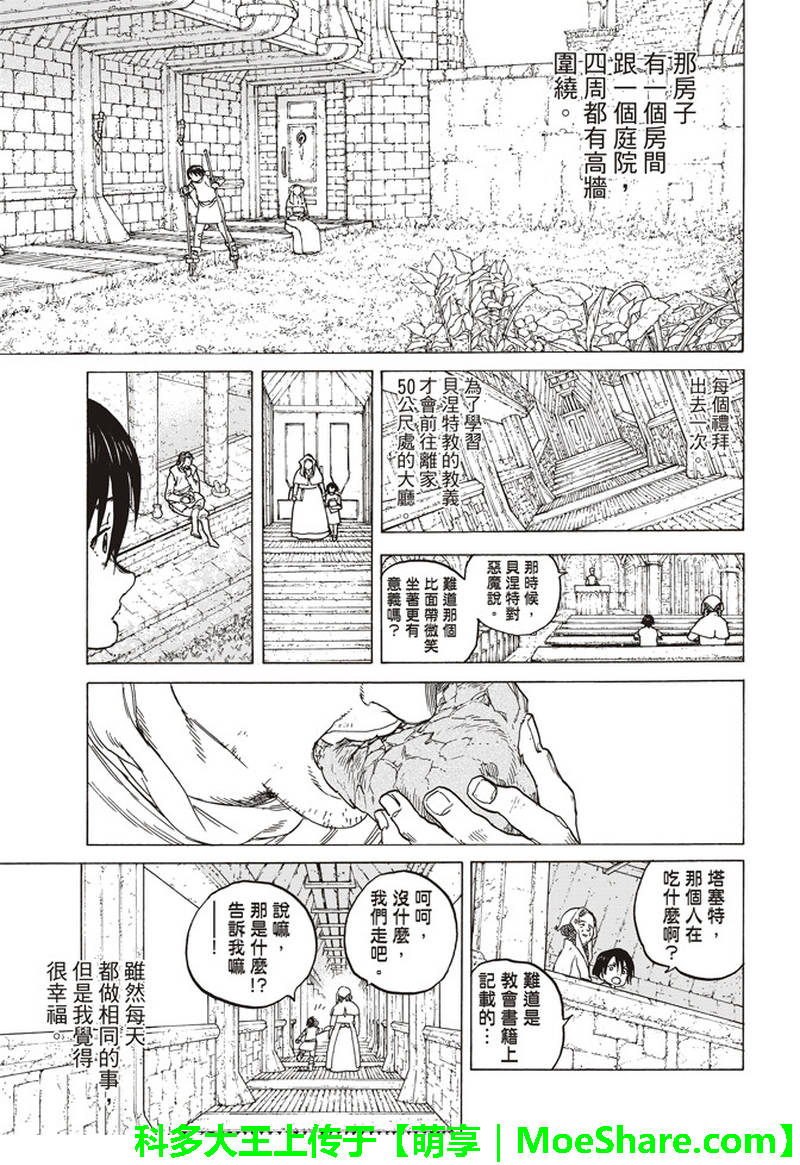 那房子
有一個房間
跟一個庭院，
四周都有高牆
圍繞。
每個禮拜
出去一次
為了學習
貝涅特教的教義
才會前往離家
50公尺處的大廳。
那時候，
貝涅特對
惡魔說。
難道那個
比面帶微笑
坐著更有
意義嗎？
塔塞特，
那個人在
吃什麼啊？
難道是
教會書籍上
記載的…
呵呵，
沒什麼，
我們走吧。
說嘛，
那是什麼!?
告訴我嘛
——！
雖然每天
都做相同的事，
但是我覺得
很幸福。
科多大王上传于【萌享】|MoeShare.com】